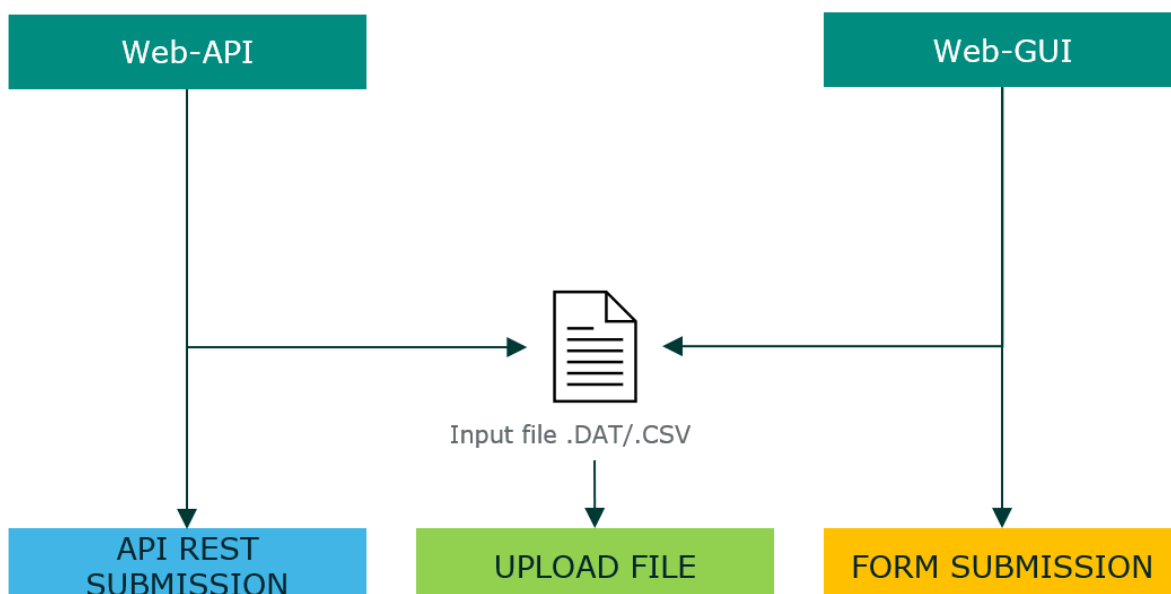 Web-API
Web-GUI
Input file .DAT/.CSV
API REST
SUBMISSION
UPLOAD FILE
FORM SUBMISSION